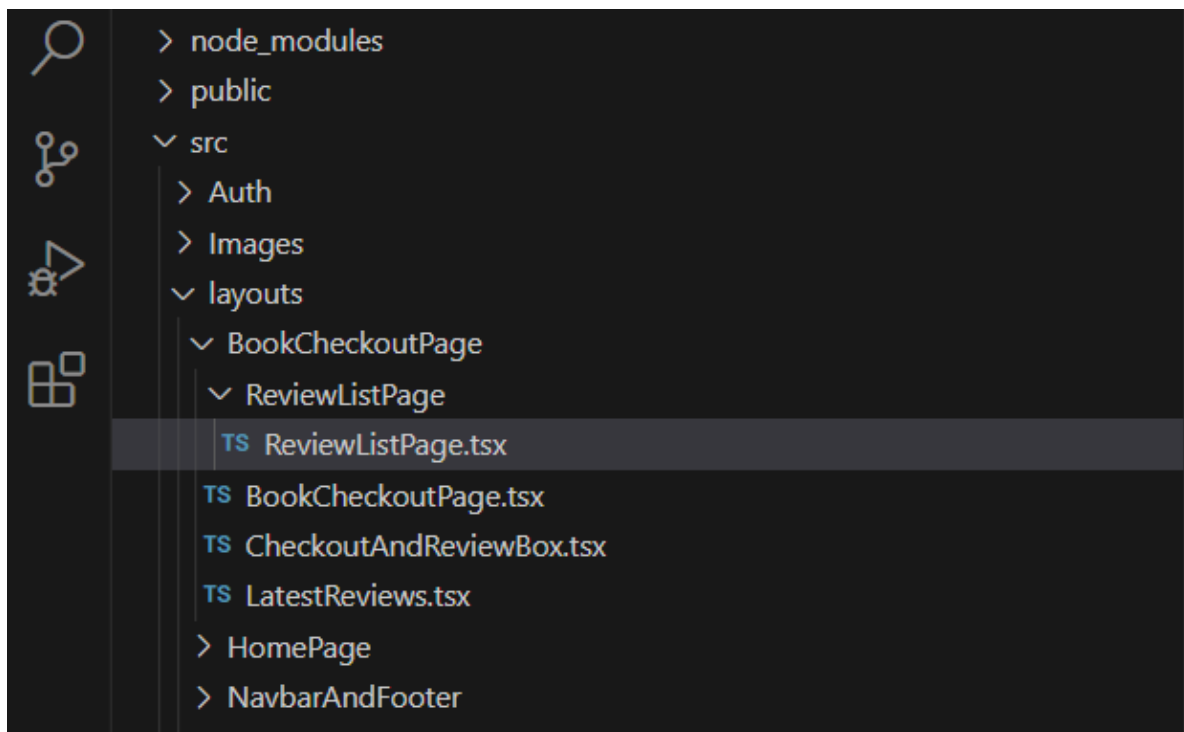 node_modules
public
src
Auth
Images
layouts
BookCheckoutPage
ReviewListPage
TS ReviewListPage.tsx
TS BookCheckoutPage.tsx
TS CheckoutAndReviewBox.tsx
TS LatestReviews.tsx
HomePage
NavbarAndFooter